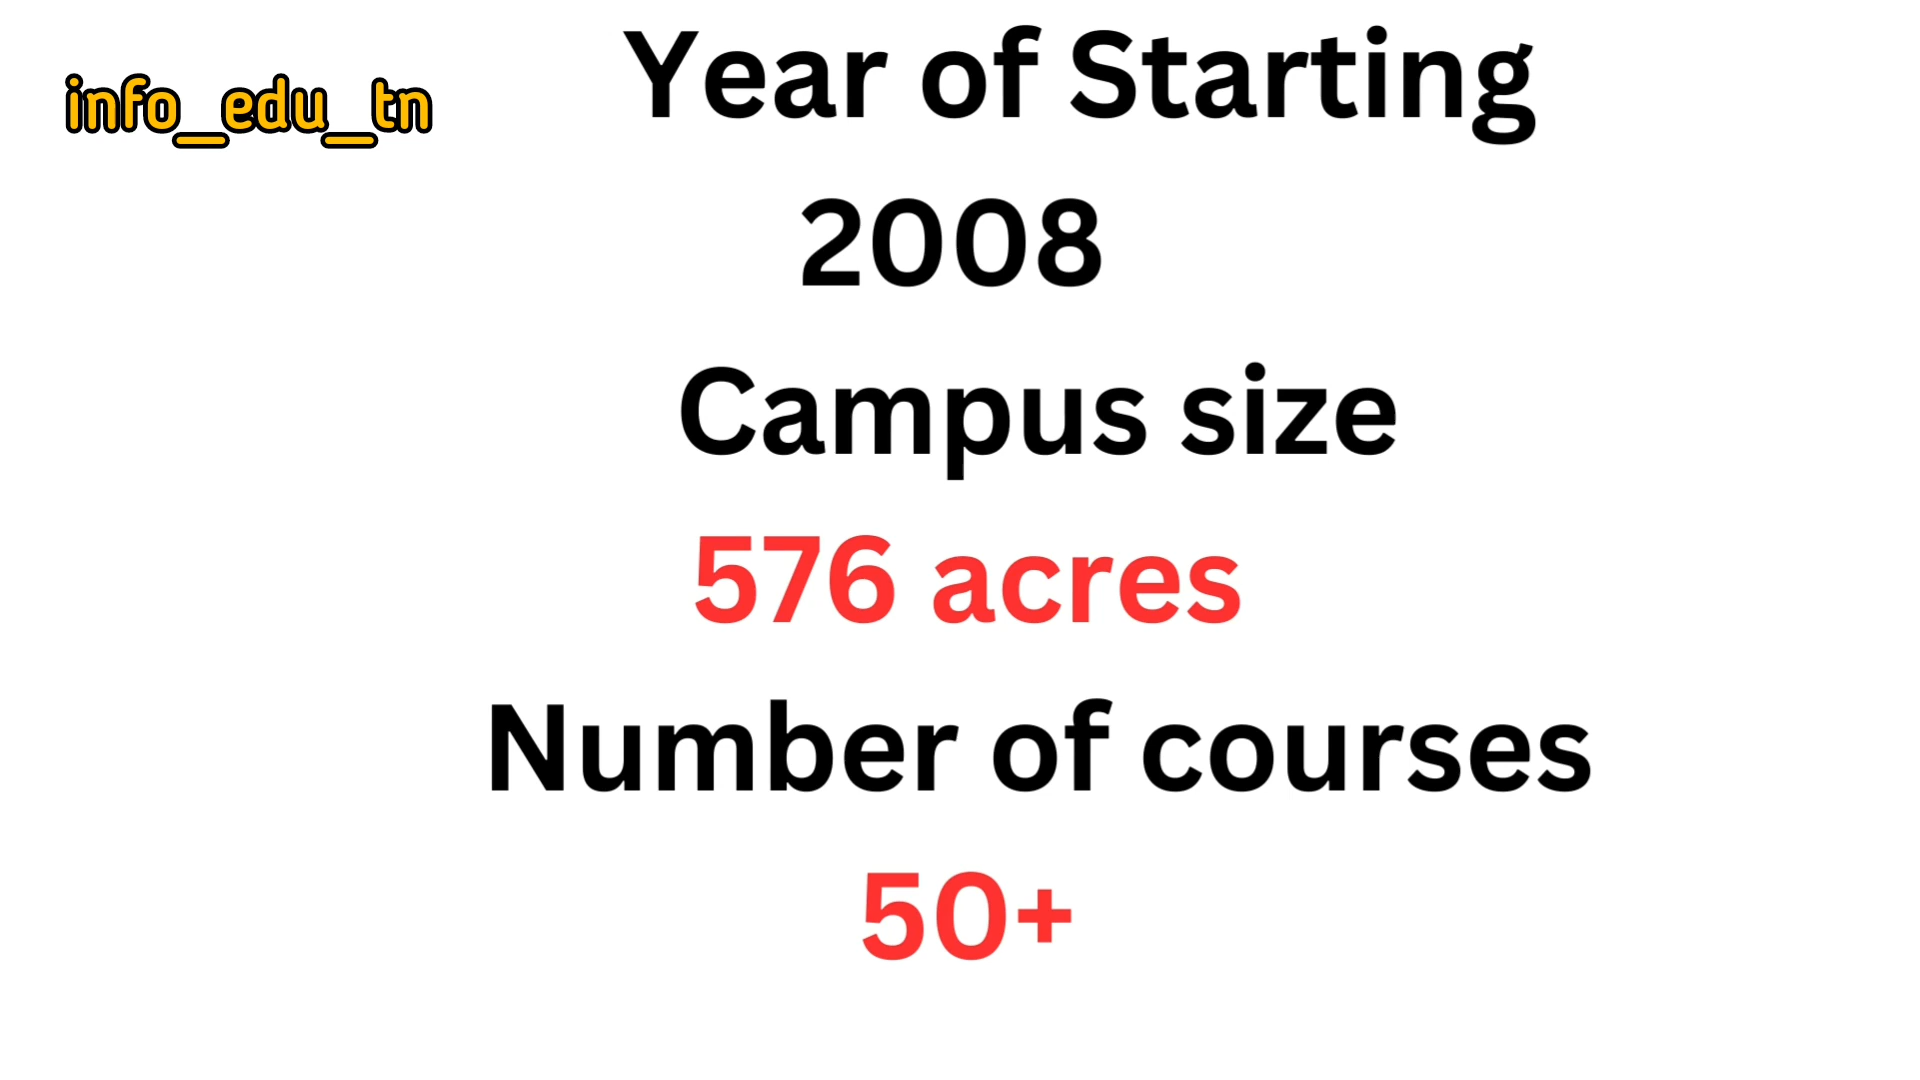 info_edu_tn
Year of Starting
2008
Campus size
576 acres
Number of courses
50+